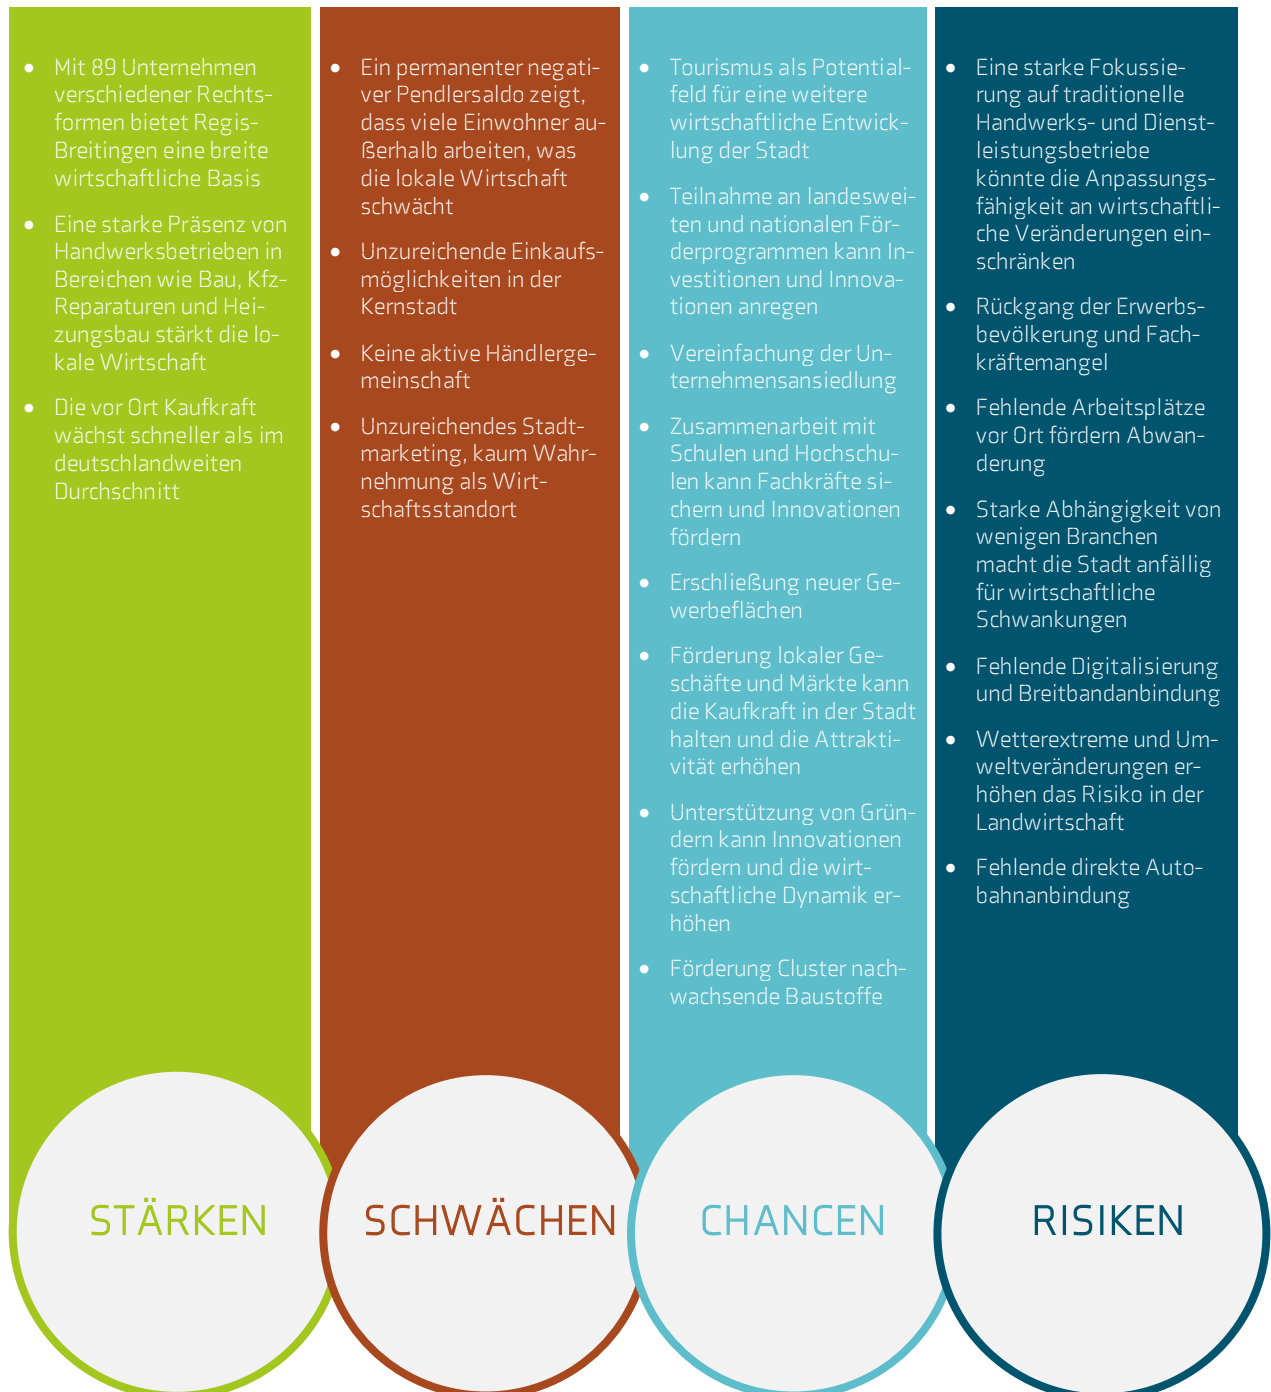 Mit 89 Unternehmen
verschiedener Rechts-
formen bietet Regis-
Breitingen eine breite
wirtschaftliche Basis
Eine starke Präsenz von
Handwerksbetrieben in
Bereichen wie Bau, Kfz-
Reparaturen und Hei-
zungsbau stärkt die lo-
kale Wirtschaft
Die vor Ort Kaufkraft
wächst schneller als im
deutschlandweiten
Durchschnitt
STÄRKEN
Ein permanenter negati-
ver Pendlersaldo zeigt,
dass viele Einwohner au-
ßerhalb arbeiten, was
die lokale Wirtschaft
schwächt
Unzureichende Einkaufs-
möglichkeiten in der
Kernstadt
Keine aktive Händlerge-
meinschaft
Unzureichendes Stadt-
marketing, kaum Wahr-
nehmung als Wirt-
schaftsstandort
SCHWÄCHEN
Tourismus als Potential-
feld für eine weitere
wirtschaftliche Entwick-
lung der Stadt
Teilnahme an landeswei-
ten und nationalen För-
derprogrammen kann In-
vestitionen und Innova-
tionen anregen
Vereinfachung der Un-
ternehmensansiedlung
Zusammenarbeit mit
Schulen und Hochschu-
len kann Fachkräfte si-
chern und Innovationen
fördern
Erschließung neuer Ge-
werbeflächen
Förderung lokaler Ge-
schäfte und Märkte kann
die Kaufkraft in der Stadt
halten und die Attrakti-
vität erhöhen
Unterstützung von Grün-
dern kann Innovationen
fördern und die wirt-
schaftliche Dynamik er-
höhen
Förderung Cluster nach-
wachsende Baustoffe
CHANCEN
Eine starke Fokussie-
rung auf traditionelle
Handwerks- und Dienst-
leistungsbetriebe
könnte die Anpassungs-
fähigkeit an wirtschaftli-
che Veränderungen ein-
schränken
Rückgang der Erwerbs-
bevölkerung und Fach-
kräftemangel
Fehlende Arbeitsplätze
vor Ort fördern Abwan-
derung
Starke Abhängigkeit von
wenigen Branchen
macht die Stadt anfällig
für wirtschaftliche
Schwankungen
Fehlende Digitalisierung
und Breitbandanbindung
Wetterextreme und Um-
weltveränderungen er-
höhen das Risiko in der
Landwirtschaft
Fehlende direkte Auto-
bahnanbindung
RISIKEN